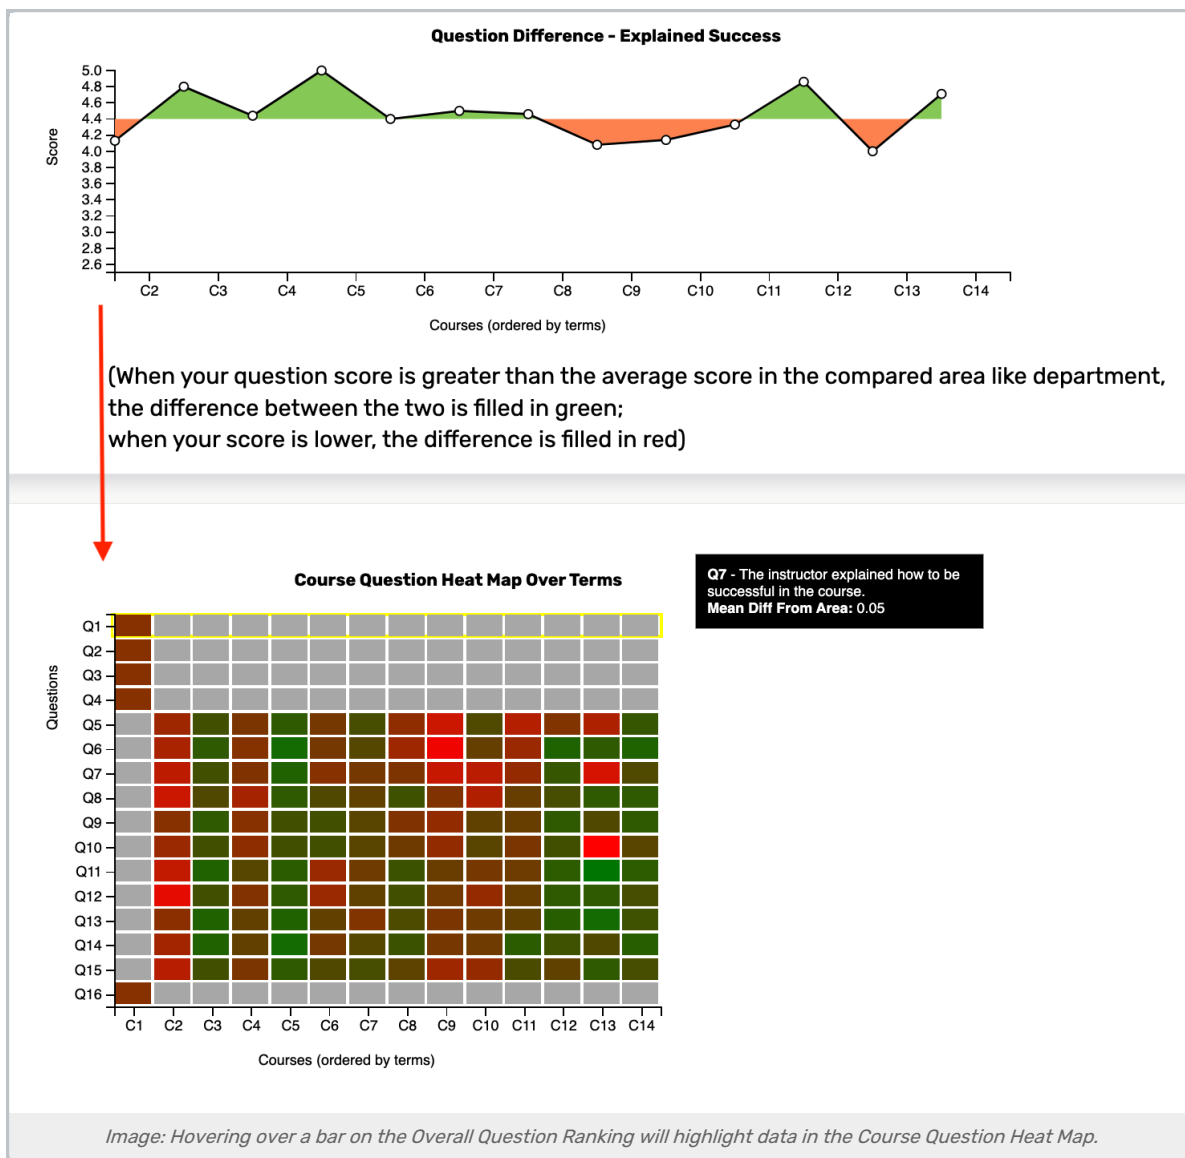 Question Difference - Explained Success
5.0
4.8
4.6
4.4
4.2
4.0
3.8
3.6
3.4
3.2
3.0
2.8
2.6
Score
C2 C3 C4 C5 C6 C7 C8 C9 C10 C11 C12 C13 C14
Courses (ordered by terms)
(When your question score is greater than the average score in the compared area like department,
the difference between the two is filled in green;
when your score is lower, the difference is filled in red)
Course Question Heat Map Over Terms
Q7 - The instructor explained how to be
successful in the course.
Mean Diff From Area: 0.05
Questions
Q1
Q2
Q3
Q4
Q5
Q6
Q7
Q8
Q9
Q10
Q11
Q12
Q13
Q14
Q15
Q16
C1 C2 C3 C4 C5 C6 C7 C8 C9 C10 C11 C12 C13 C14
Courses (ordered by terms)
Image: Hovering over a bar on the Overall Question Ranking will highlight data in the Course Question Heat Map.